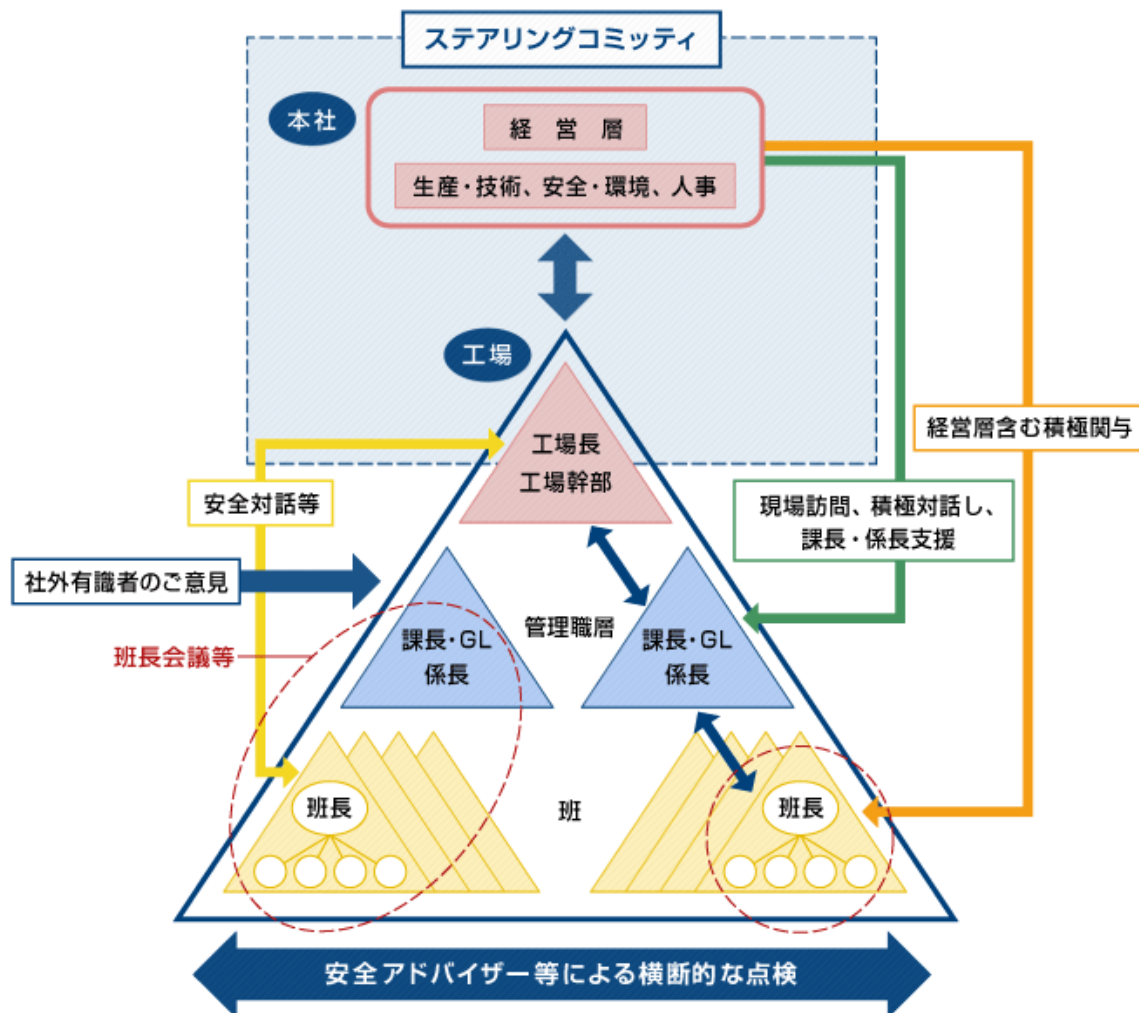 ステアリングコミッティ
本社
経営層
生産・技術、安全・環境、人事
工場
工場長
工場幹部
経営層含む積極関与
安全対話等
現場訪問、積極対話し、
課長・係長支援
社外有識者のご意見
管理職層
課長・GL
係長
課長・GL
係長
班長会議等
班長
班
班長
安全アドバイザー等による横断的な点検